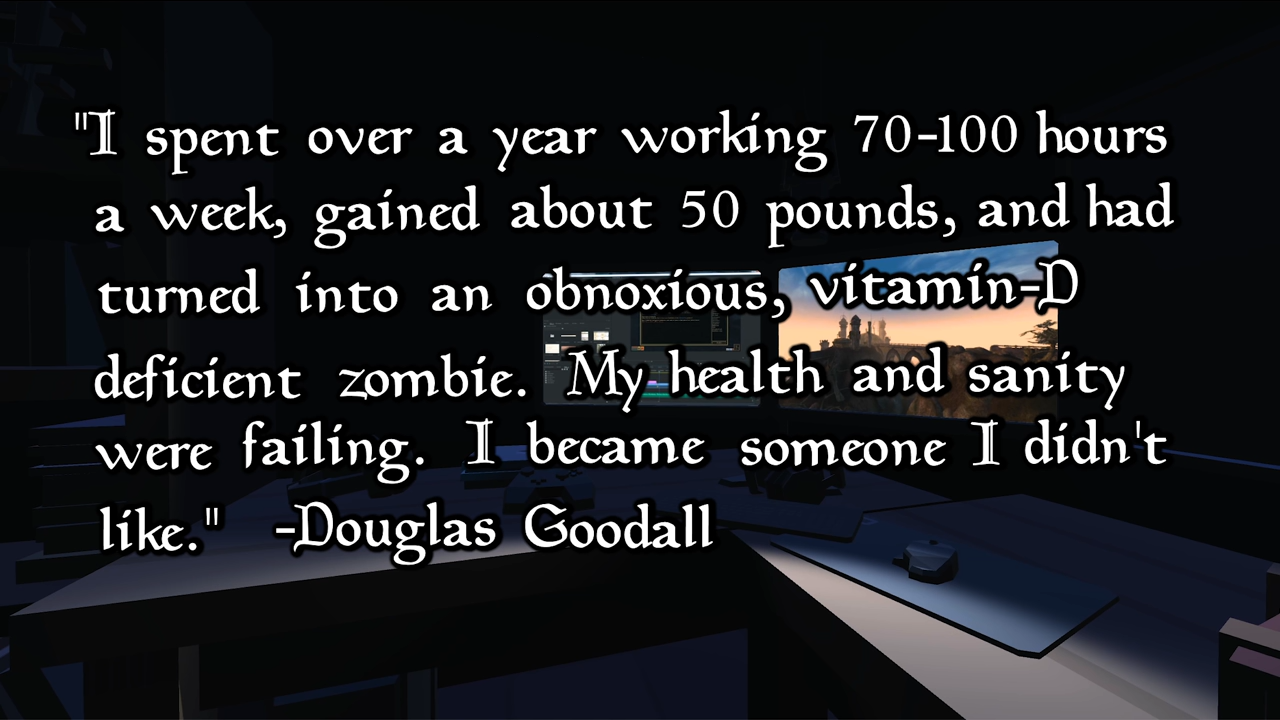 "I spent over a year working 70-100 hours
a week, gained about 50 pounds, and had
turned into an obnoxious, vitamin-D
deficient zombie. My health and sanity
were failing. I became someone I didn't
like." -Douglas Goodall